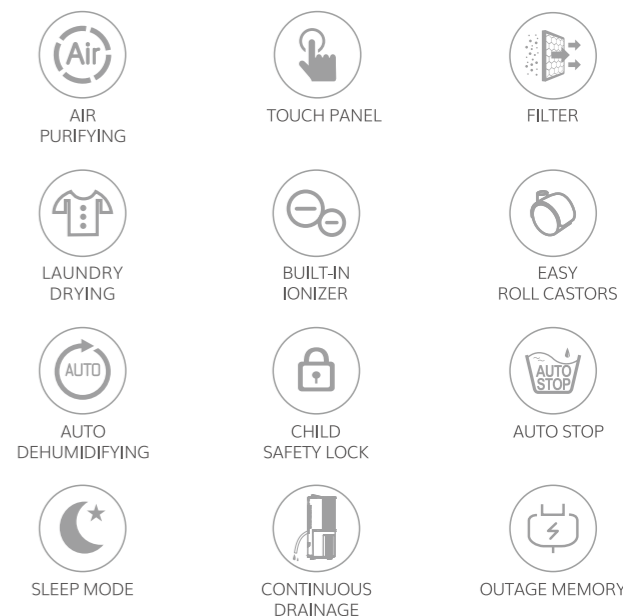 Air
AIR
PURIFYING
TOUCH PANEL
FILTER
LAUNDRY
DRYING
BUILT-IN
IONIZER
EASY
ROLL CASTORS
AUTO
AUTO
DEHUMIDIFYING
CHILD
SAFETY LOCK
AUTO
STOP
AUTO STOP
SLEEP MODE
CONTINUOUS
DRAINAGE
OUTAGE MEMORY